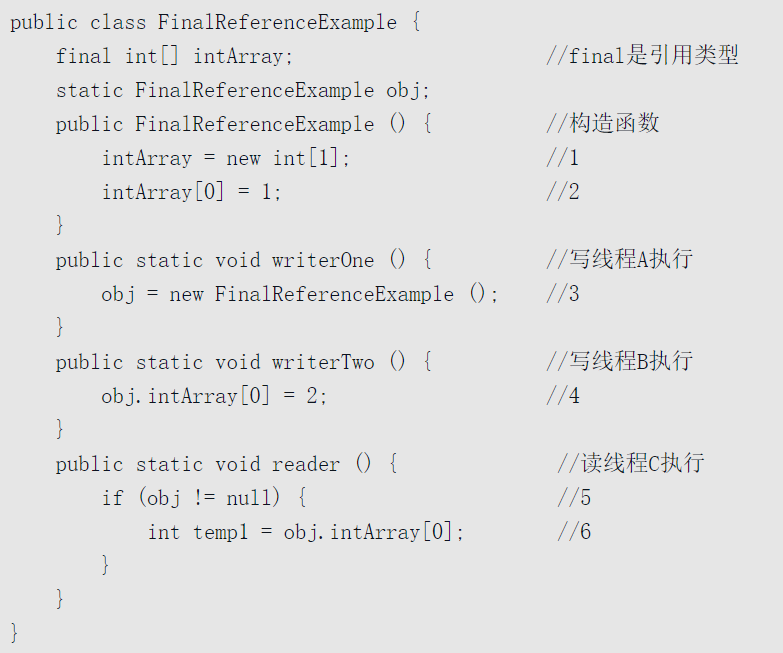 public class FinalReferenceExample {
    final int[] intArray;                      //final是引用类型
    static FinalReferenceExample obj;
    public FinalReferenceExample () {          //构造函数
        intArray = new int[1];                 //1
        intArray[0] = 1;                       //2
    }
    public static void writerOne () {          //写线程A执行
        obj = new FinalReferenceExample ();    //3
    }
    public static void writerTwo () {          //写线程B执行
        obj.intArray[0] = 2;                   //4
    }
    public static void reader () {              //读线程C执行
        if (obj != null) {                      //5
            int temp1 = obj.intArray[0];        //6
        }
    }
}